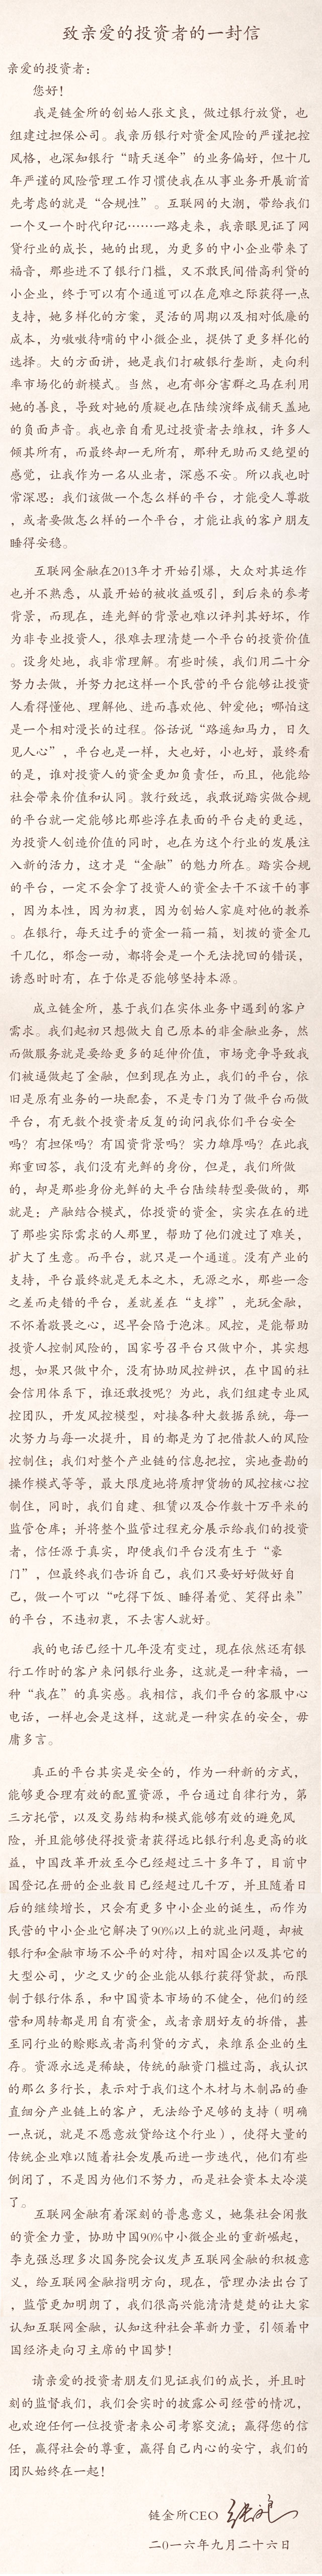 致亲爱的投资者的一封信
亲爱的投资者：
您好！
我是链金所的创始人张文良，做过银行放贷，也
组建过担保公司。我亲历银行对资金风险的严谨把控
风格，也深知银行“晴天送伞”的业务偏好，但十几
年严谨的风险管理工作习惯使我在从事业务开展前首
先考虑的就是“合规性”。互联网的大潮，带给我们
一个又一个时代印记……一路走来，我亲眼见证了网
贷行业的成长，她的出现，为更多的中小企业带来了
福音，那些进不了银行门槛，又不敢民间借高利贷的
小企业，终于可以有个通道可以在危难之际获得一点
支持，她多样化的方案，灵活的周期以及相对低廉的
成本，为嗷嗷待哺的中小微企业，提供了更多样化的
选择。大的方面讲，她是我们打破银行垄断，走向利
率市场化的新模式。当然，也有部分害群之马在利用
她的善良，导致对她的质疑也在陆续演绎成铺天盖地
的负面声音。我也亲自看见过投资者去维权，许多人
倾其所有，而最终却一无所有，那种无助而又绝望的
感觉，让我作为一名从业者，深感不安。所以我也时
常深思：我们该做一个怎么样的平台，才能受人尊敬
，或者要做怎么样的一个平台，才能让我的客户朋友
睡得安稳。
互联网金融在2013年才开始引爆，大众对其运作
也并不熟悉，从最开始的被收益吸引，到后来的参考
背景，而现在，连光鲜的背景也难以评判其好坏，作
为非专业投资人，很难去理清楚一个平台的投资价值
。设身处地，我非常理解。有些时候，我们用二十分
努力去做，并努力把这样一个民营的平台能够让投资
人看得懂他、理解他、进而喜欢他、钟爱他；哪怕这
是一个相对漫长的过程。俗话说“路遥知马力，日久
见人心”，平台也是一样，大也好，小也好，最终看
的是，谁对投资人的资金更加负责任，而且，他能给
社会带来价值和认同。敦行致远，我敢说踏实做合规
的平台就一定能够比那些浮在表面的平台走的更远，
为投资人创造价值的同时，也在为这个行业的发展注
入新的活力，这才是“金融”的魅力所在。踏实合规
的平台，一定不会拿了投资人的资金去干不该干的事
，因为本性，因为初衷，因为创始人家庭对他的教养
。在银行，每天过手的资金一箱一箱，划拨的资金几
千几亿，邪念一动，都将会是一个无法挽回的错误，
诱惑时时有，在于你是否能够坚持本源。
成立链金所，基于我们在实体业务中遇到的客户
需求。我们起初只想做大自己原本的非金融业务，然
而做服务就是要给更多的延伸价值，市场竞争导致我
们被逼做起了金融，但到现在为止，我们的平台，依
旧是原有业务的一块配套，不是专门为了做平台而做
平台，有无数个投资者反复的询问我你们平台安全
吗？有担保吗？有国资背景吗？实力雄厚吗？在此我
郑重回答，我们没有光鲜的身份，但是，我们所做
的，却是那些身份光鲜的大平台陆续转型要做的，那
就是：产融结合模式，你投资的资金，实实在在的进
了那些实际需求的人那里，帮助了他们渡过了难关，
扩大了生意。而平台，就只是一个通道。没有产业的
支持，平台最终就是无本之木，无源之水，那些一念
之差而走错的平台，差就差在“支撑”，光玩金融，
不怀着敬畏之心，迟早会陷于泡沫。风控，是能帮助
投资人控制风险的，国家号召平台只做中介，其实想
想，如果只做中介，没有协助风控辨识，在中国的社
会信用体系下，谁还敢投呢？为此，我们组建专业风
控团队，开发风控模型，对接各种大数据系统，每一
次努力与每一次提升，目的都是为了把借款人的风险
控制住；我们对整个产业链的信息把控，实地查勘的
操作模式等等，最大限度地将质押货物的风控核心控
制住，同时，我们自建、租赁以及合作数十万平米的
监管仓库；并将整个监管过程充分展示给我们的投资
者，信任源于真实，即便我们平台没有生于“豪
门”，但最终我们告诉自己，我们只要好好做好自
己，做一个可以“吃得下饭、睡得着觉、笑得出来”
的平台，不违初衷，不去害人就好。
我的电话已经十几年没有变过，现在依然还有银
行工作时的客户来问银行业务，这就是一种幸福，一
种“我在”的真实感。我相信，我们平台的客服中心
电话，一样也会是这样，这就是一种实在的安全，毋
庸多言。
真正的平台其实是安全的，作为一种新的方式，
能够更合理有效的配置资源，平台通过自律行为，第
三方托管，以及交易结构和模式能够有效的避免风
险，并且能够使得投资者获得远比银行利息更高的收
益，中国改革开放至今已经超过三十多年了，目前中
国登记在册的企业数目已经超过几千万，并且随着日
后的继续增长，只会有更多中小企业的诞生，而作为
民营的中小企业它解决了90%以上的就业问题，却被
银行和金融市场不公平的对待，相对国企以及其它的
大型公司，少之又少的企业能从银行获得贷款，而限
制于银行体系，和中国资本市场的不健全，他们的经
营和周转都是用自有资金，或者亲朋好友的拆借，甚
至同行业的赊账或者高利贷的方式，来维系企业的生
存。资源永远是稀缺，传统的融资门槛过高，我认识
的那么多行长，表示对于我们这个木材与木制品的垂
直细分产业链上的客户，无法给予足够的支持（明确
一点说，就是不愿意放贷给这个行业），使得大量的
传统企业难以随着社会发展而进一步迭代，他们有些
倒闭了，不是因为他们不努力，而是社会资本太冷漠
了。
互联网金融有着深刻的普惠意义，她集社会闲散
的资金力量，协助中国90%中小微企业的重新崛起，
李克强总理多次国务院会议发声互联网金融的积极意
义，给互联网金融指明方向，现在，管理办法出台了
，监管更加明朗了，我们很高兴能清清楚楚的让大家
认知互联网金融，认知这种社会革新力量，引领着中
国经济走向习主席的中国梦！
请亲爱的投资者朋友们见证我们的成长，并且时
刻的监督我们，我们会实时的披露公司经营的情况，
也欢迎任何一位投资者来公司考察交流；赢得您的信
任，赢得社会的尊重，赢得自己内心的安宁，我们的
团队始终在一起！
链金所CEO
二〇一六年九月二十六日